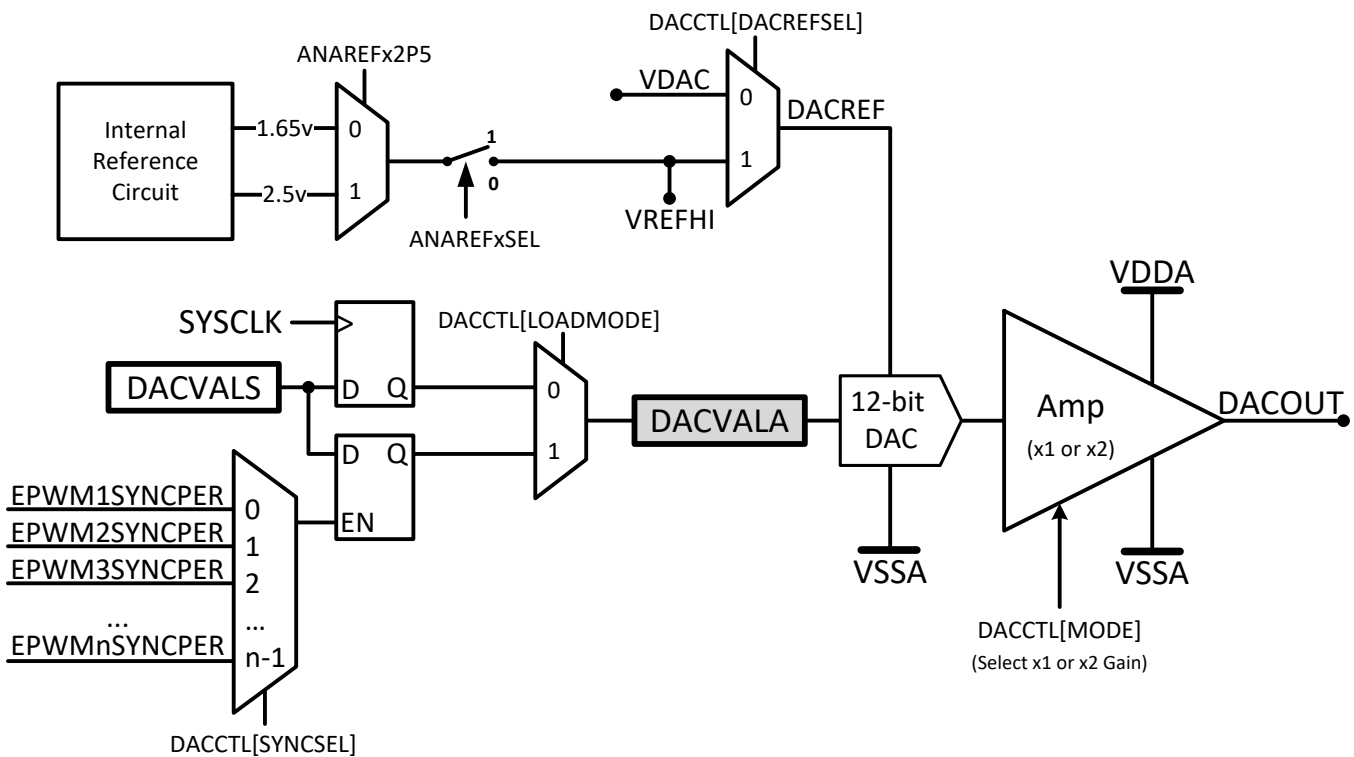 DACCTL[DACREFSEL]
ANAREFx2P5
VDAC
0
DACREF
Internal
Reference
Circuit
1.65v
0
2.5v
1
1
0
1
VREFHI
ANAREFxSEL
VDDA
SYSCLK
DACCTL[LOADMODE]
DACVALS
D Q
0
DACVALA
12-bit
DAC
Amp
(x1 or x2)
DACOUT
D Q
1
EN
EPWM1SYNCPER
0
EPWM2SYNCPER
1
EPWM3SYNCPER
2
...
...
EPWMnSYNCPER
n-1
VSSA
VSSA
DACCTL[MODE]
(Select x1 or x2 Gain)
DACCTL[SYNCSEL]